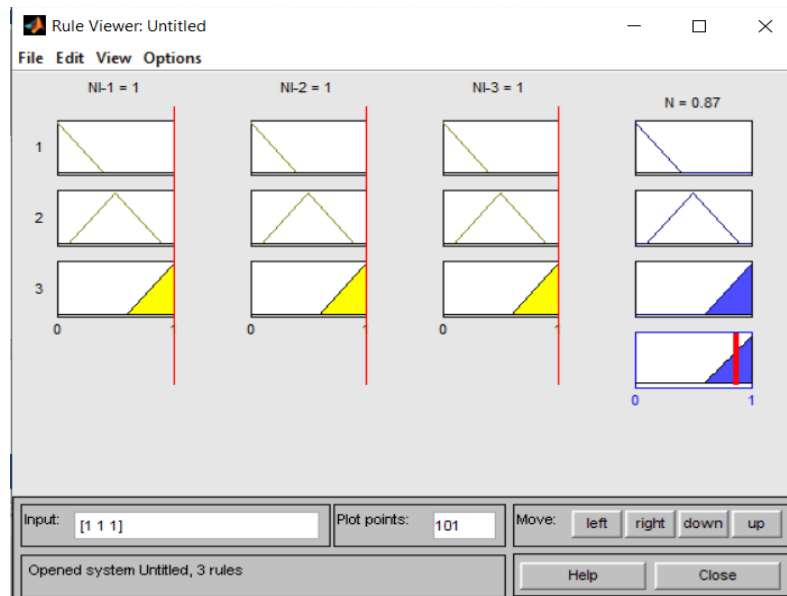 Rule Viewer: Untitled
File Edit View Options
NI-1 = 1 NI-2 = 1 NI-3 = 1 N = 0.87
1
2
3
0 1 0 1 0 1
0 1
Input: [1 1 1] Plot points: 101 Move: left right down up
Opened system Untitled, 3 rules Help Close